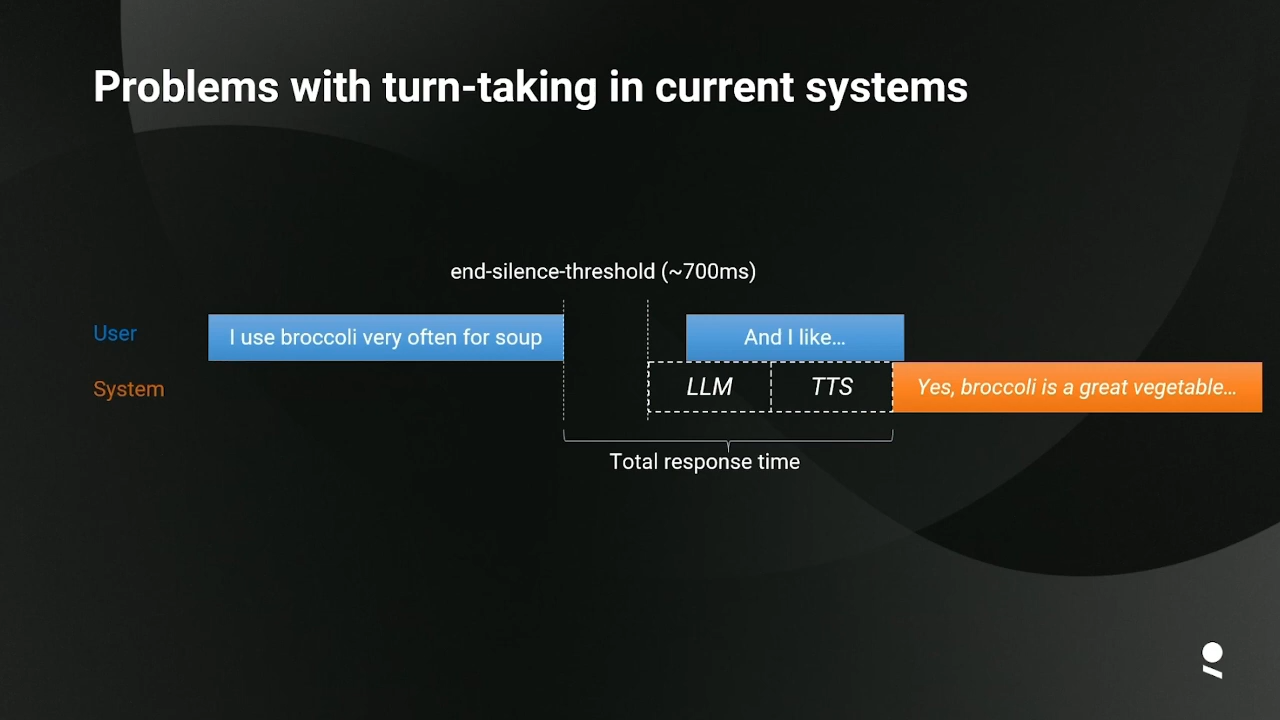 Problems with turn-taking in current systems
end-silence-threshold (~700ms)
User
I use broccoli very often for soup
And I like…
System
LLM
TTS
Yes, broccoli is a great vegetable…
Total response time